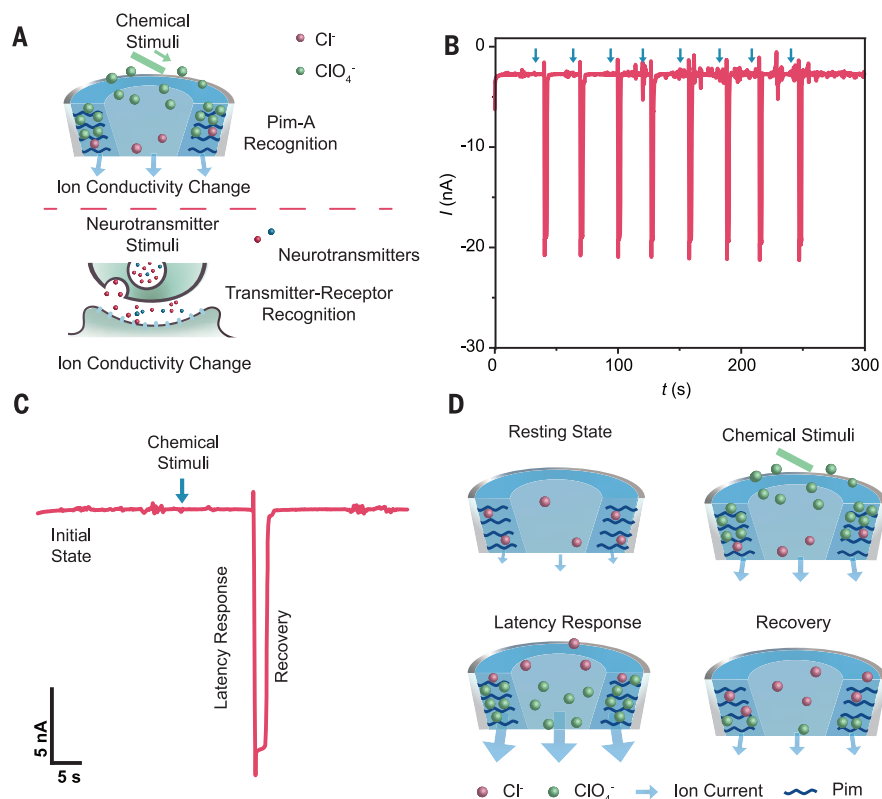 A
Chemical
Stimuli
Cl⁻
ClO₄⁻
Pim-A
Recognition
Ion Conductivity Change
Neurotransmitter
Stimuli
Neurotransmitters
Transmitter-Receptor
Recognition
Ion Conductivity Change
B
0
-10
-20
-30
I (nA)
0
100
200
300
t (s)
C
Chemical
Stimuli
Initial
State
Latency Response
Recovery
5 nA
5 s
D
Resting State
Chemical Stimuli
Latency Response
Recovery
Cl⁻
ClO₄⁻
Ion Current
Pim